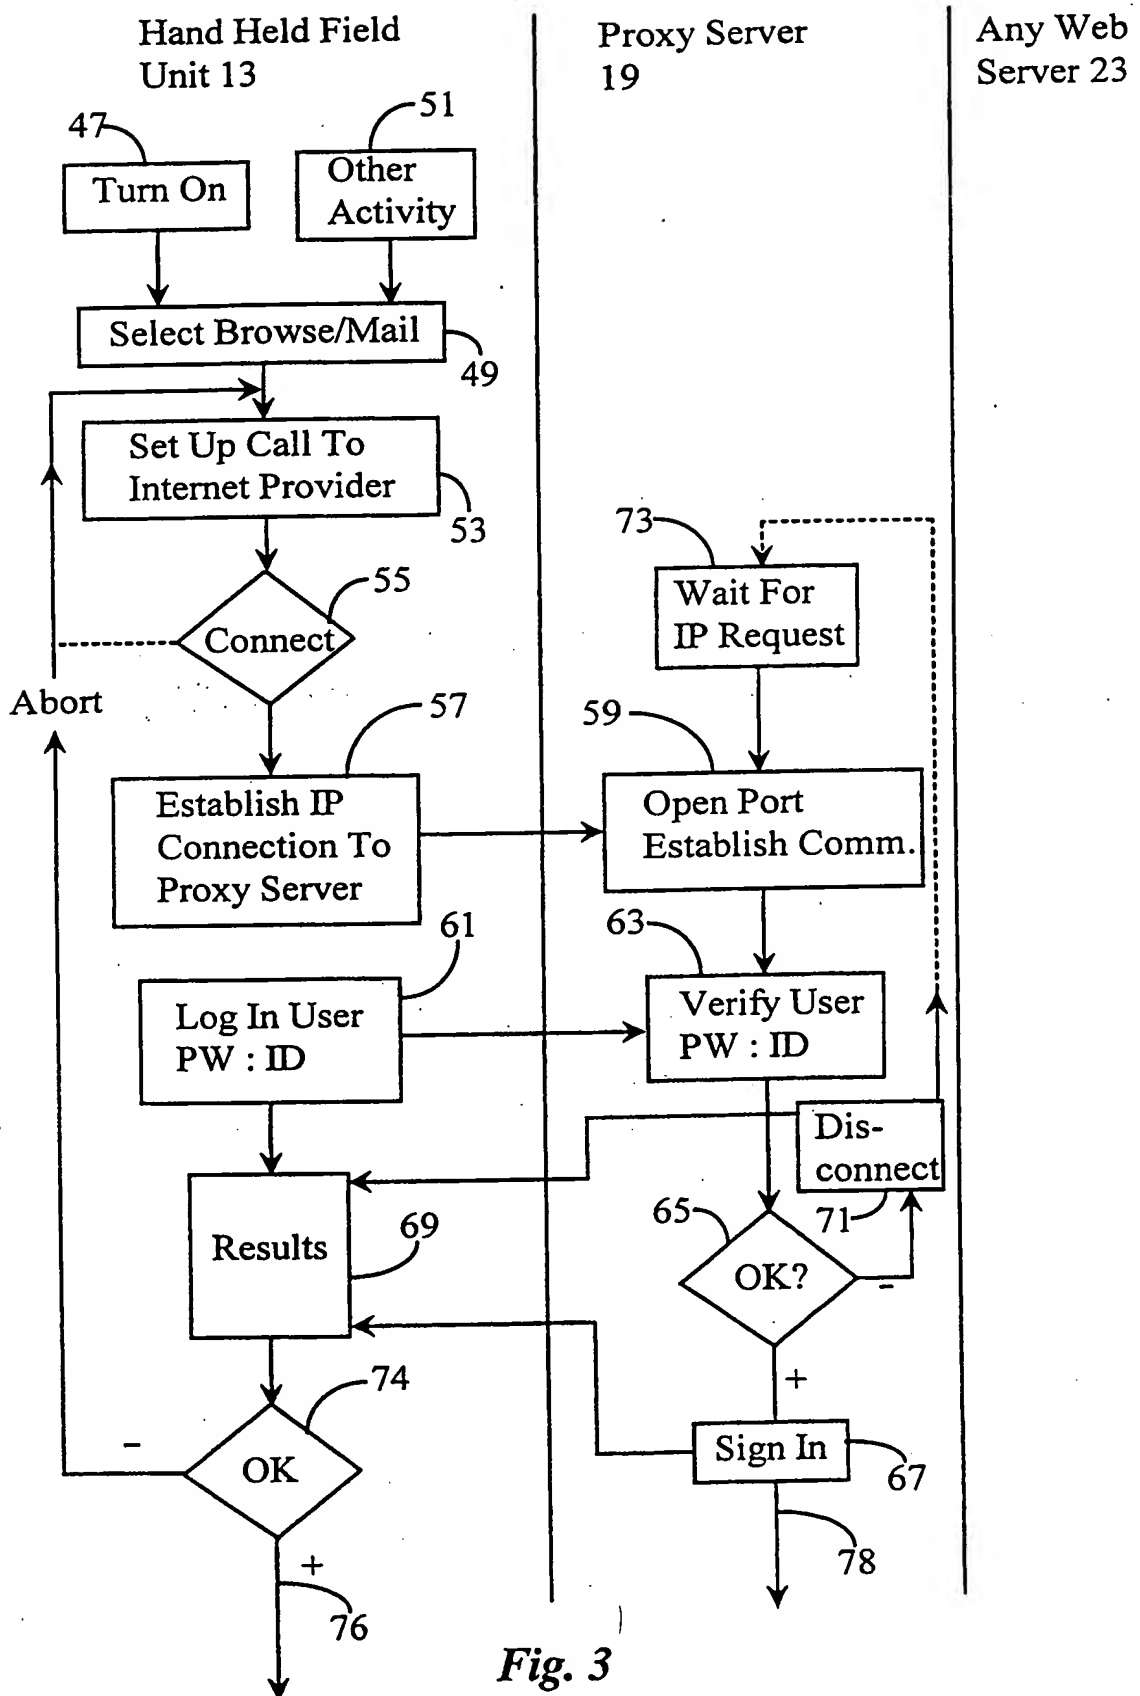 Hand Held Field
Unit 13
Proxy Server
19
Any Web
Server 23
47
51
Turn On
Other
Activity
Select Browse/Mail
49
Set Up Call To
Internet Provider
53
73
Wait For
IP Request
55
Connect
Abort
57
59
Establish IP
Connection To
Proxy Server
Open Port
Establish Comm.
61
63
Log In User
PW : ID
Verify User
PW : ID
Dis-
connect
71
65
OK?
-
Results
69
+
74
OK
-
Sign In
67
78
+
76
Fig. 3